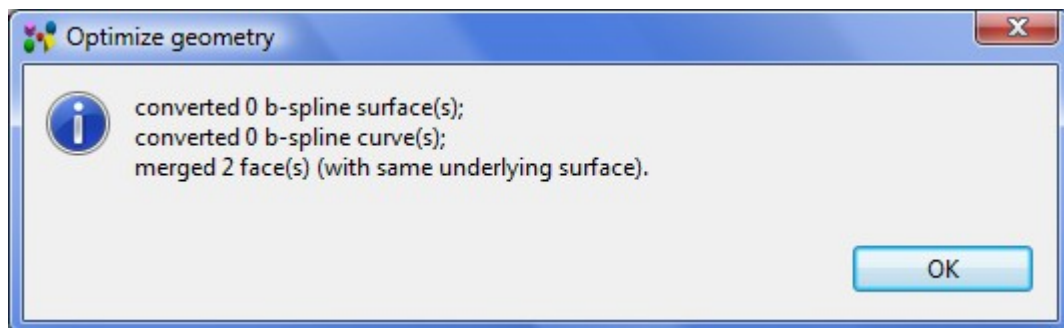 Optimize geometry
converted 0 b-spline surface(s);
converted 0 b-spline curve(s);
merged 2 face(s) (with same underlying surface).
OK